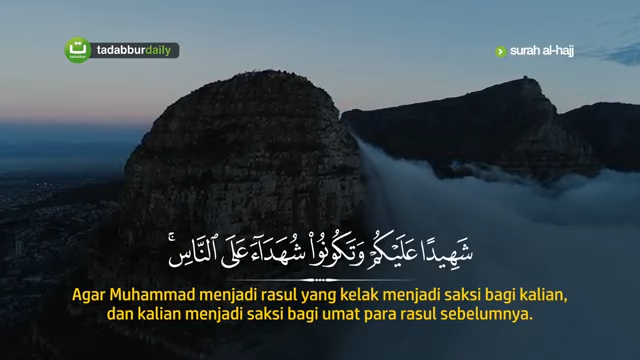 tadabburdaily
surah al-hajj
شَهِيدًا عَلَيْكُمْ وَتَكُونُوا۟ شُهَدَآءَ عَلَى ٱلنَّاسِ ۚ
Agar Muhammad menjadi rasul yang kelak menjadi saksi bagi kalian,
dan kalian menjadi saksi bagi umat para rasul sebelumnya.